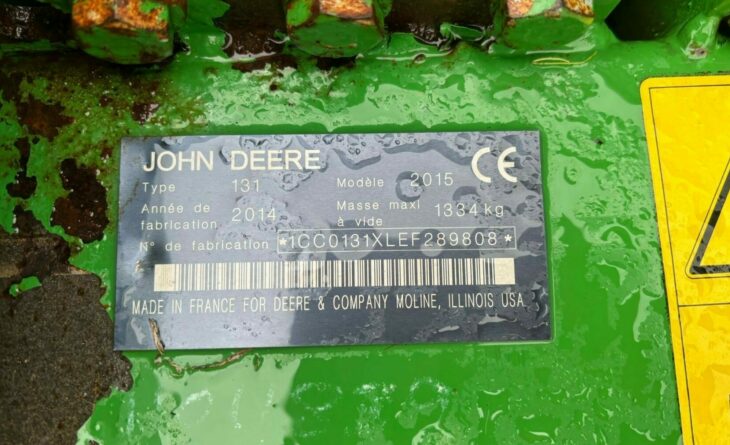 JOHN DEERE CE
Type 131 Modèle 2015
Année de fabrication 2014 Masse maxi à vide 1334 kg
N° de fabrication *1CC0131XLEF289808*
MADE IN FRANCE FOR DEERE & COMPANY MOLINE, ILLINOIS USA